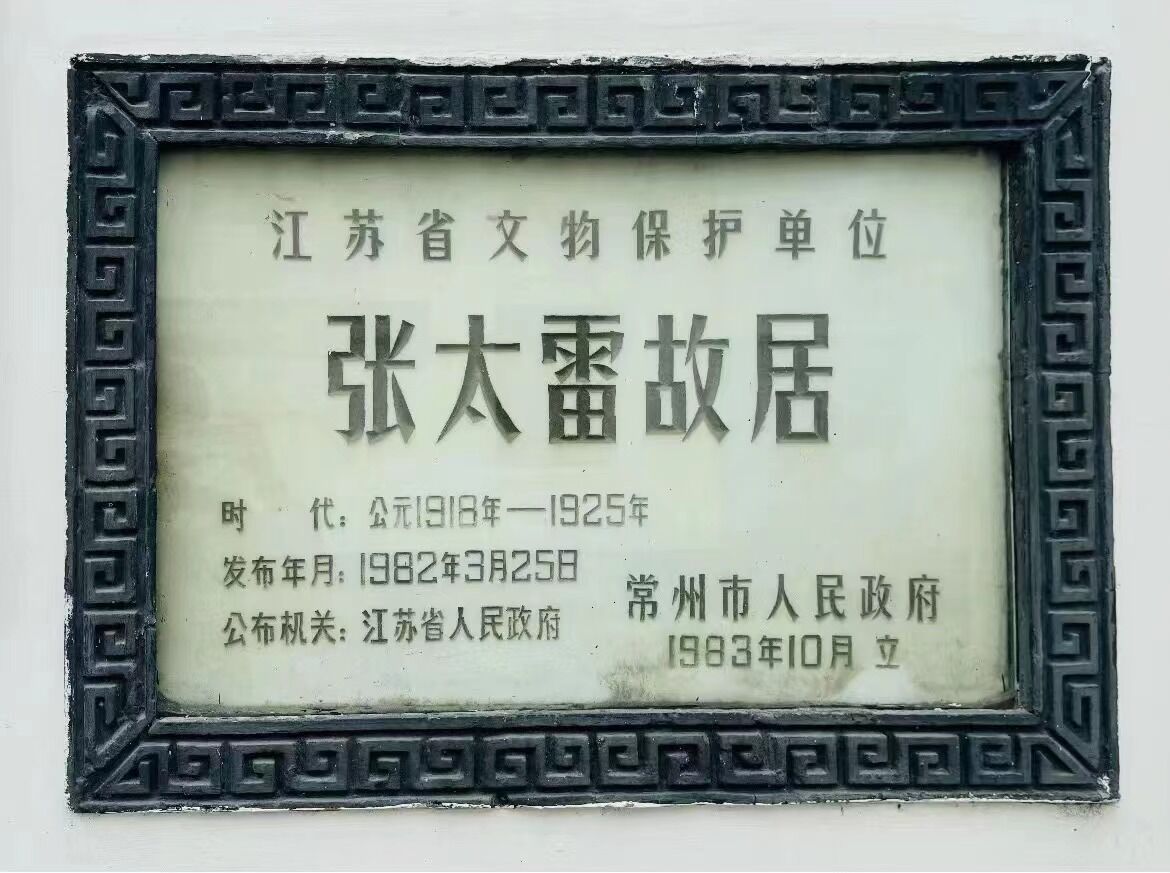 江苏省文物保护单位
张太雷故居
时 代：公元1918年—1925年
发布年月：1982年3月25日
公布机关：江苏省人民政府
常州市人民政府
1983年10月 立